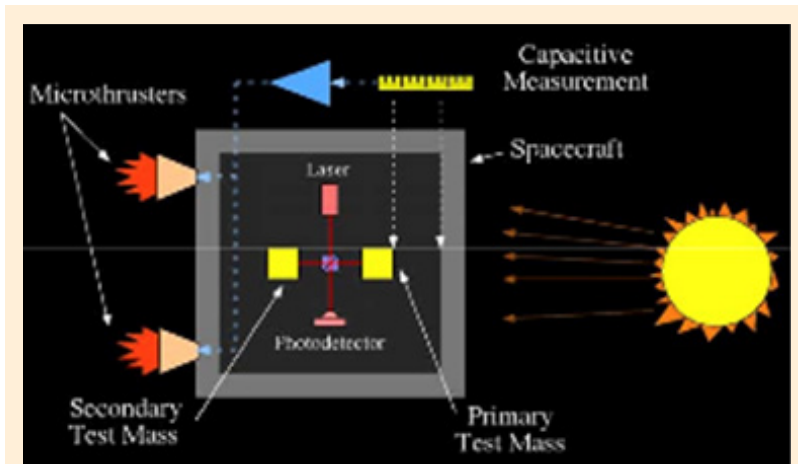 Capacitive
Measurement
Microthrusters
Spacecraft
Laser
Photodetector
Secondary
Test Mass
Primary
Test Mass